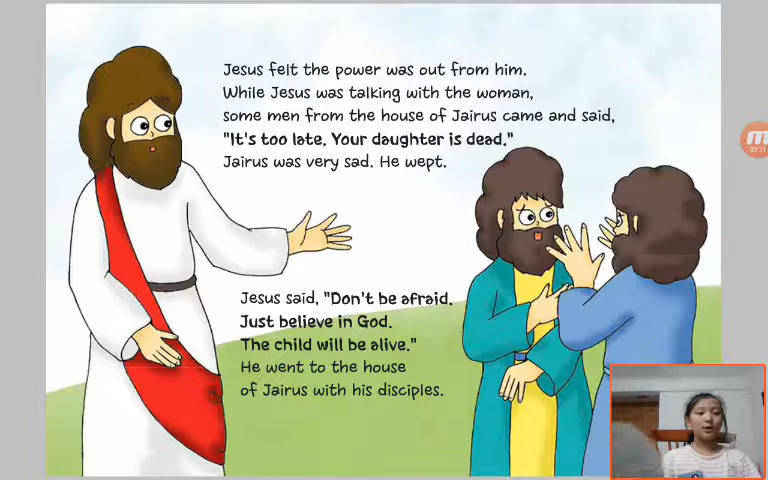 Jesus felt the power was out from him.
While Jesus was talking with the woman,
some men from the house of Jairus came and said,
"It's too late. Your daughter is dead."
Jairus was very sad. He wept.
Jesus said, "Don't be afraid.
Just believe in God.
The child will be alive."
He went to the house
of Jairus with his disciples.
02:51